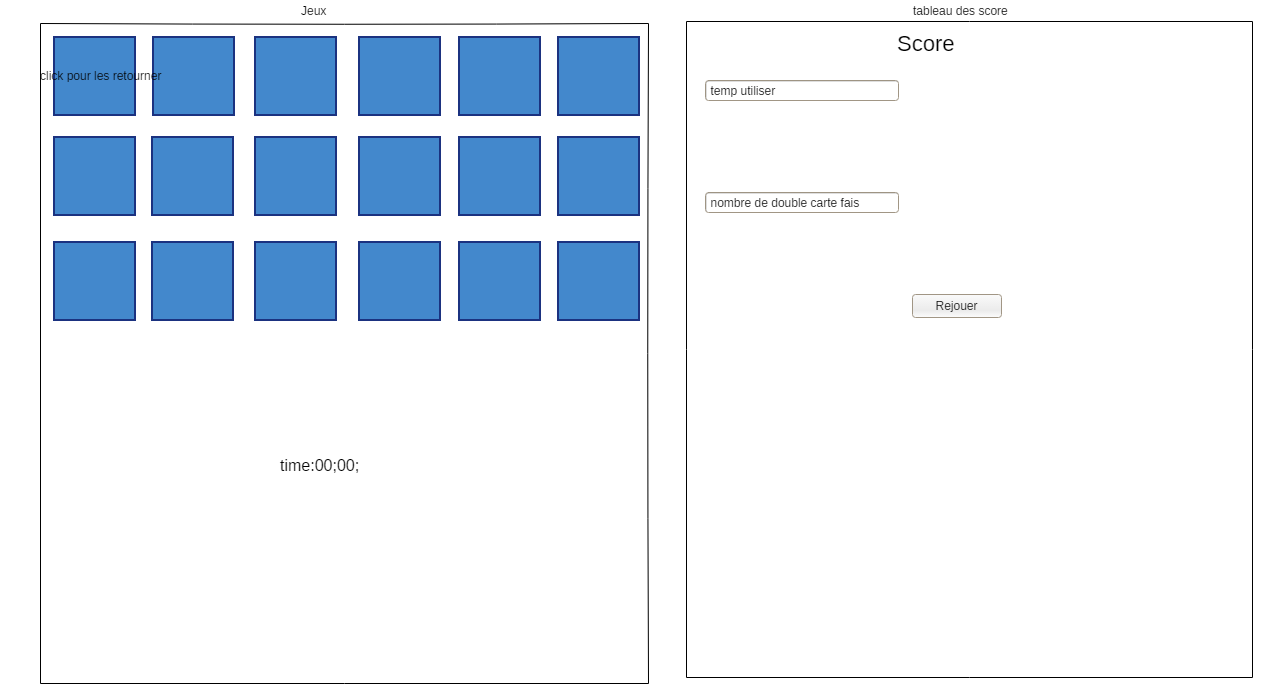 Jeux
click pour les retourner
time:00;00;
tableau des score
Score
temp utiliser
nombre de double carte fais
Rejouer